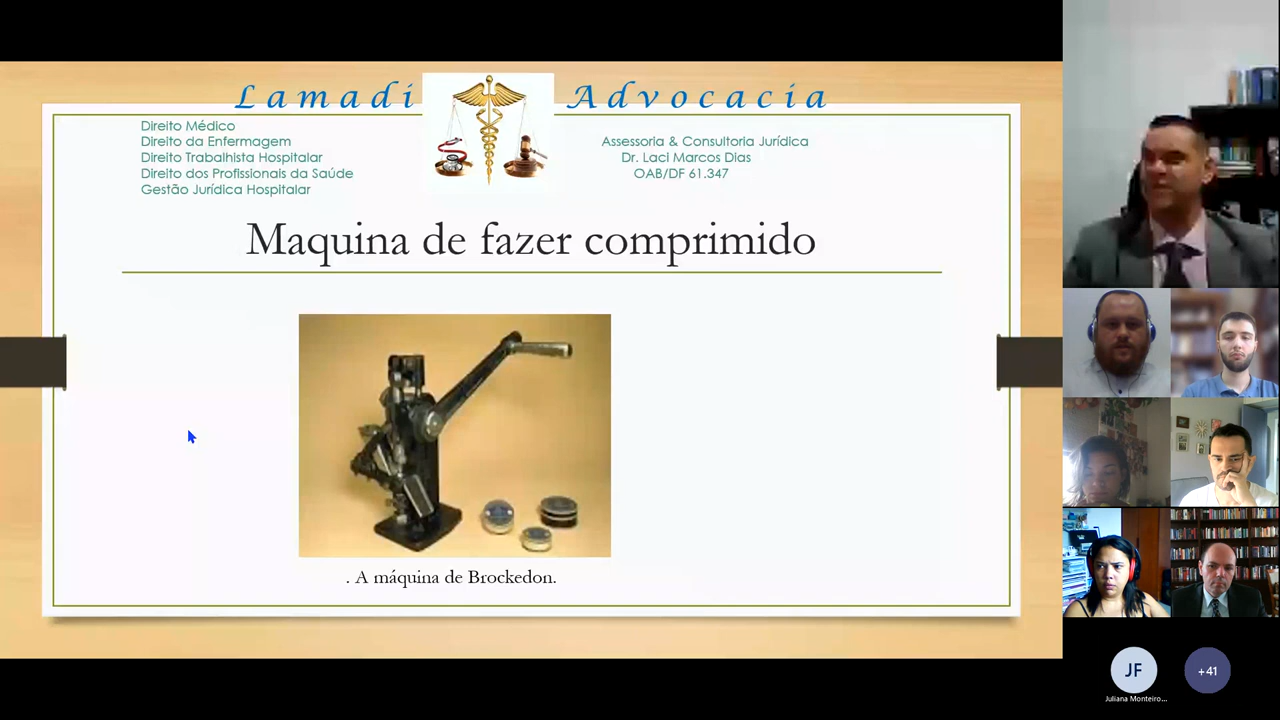 Lamadi Advocacia
Direito Médico
Direito da Enfermagem
Direito Trabalhista Hospitalar
Direito dos Profissionais da Saúde
Gestão Jurídica Hospitalar
Assessoria & Consultoria Jurídica
Dr. Laci Marcos Dias
OAB/DF 61.347
Maquina de fazer comprimido
. A máquina de Brockedon.
JF
+41
Juliana Monteiro...